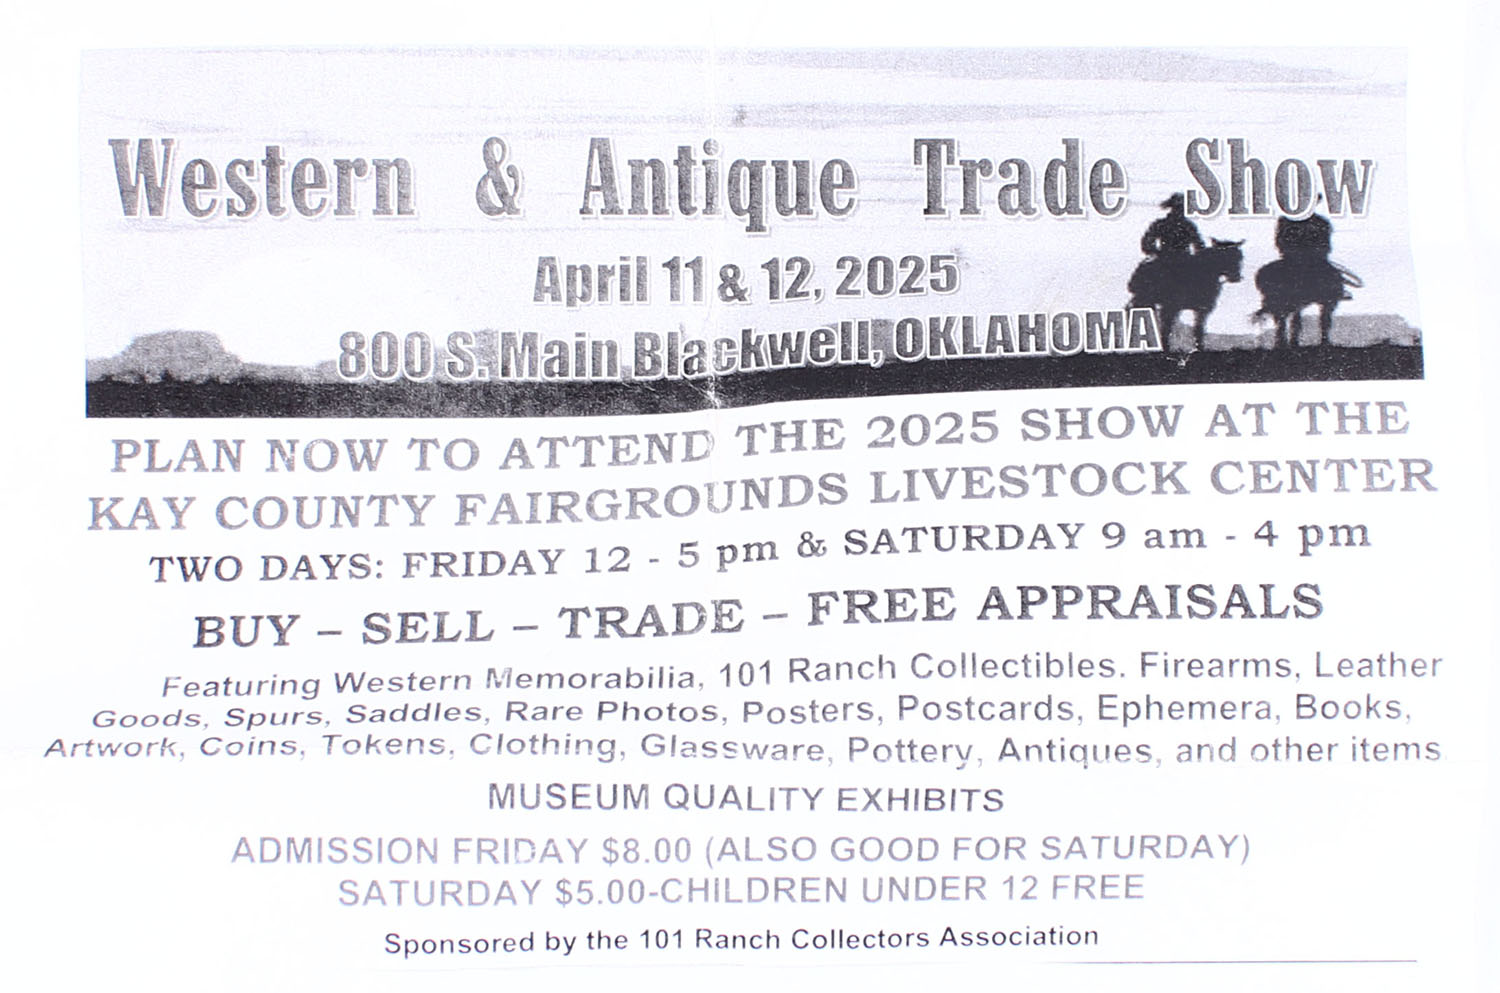 Western & Antique Trade Show
April 11 & 12, 2025
800 S. Main Blackwell, OKLAHOMA
PLAN NOW TO ATTEND THE 2025 SHOW AT THE
KAY COUNTY FAIRGROUNDS LIVESTOCK CENTER
TWO DAYS: FRIDAY 12 - 5 pm & SATURDAY 9 am - 4 pm
BUY – SELL – TRADE – FREE APPRAISALS
Featuring Western Memorabilia, 101 Ranch Collectibles. Firearms, Leather
Goods, Spurs, Saddles, Rare Photos, Posters, Postcards, Ephemera, Books,
Artwork, Coins, Tokens, Clothing, Glassware, Pottery, Antiques, and other items.
MUSEUM QUALITY EXHIBITS
ADMISSION FRIDAY $8.00 (ALSO GOOD FOR SATURDAY)
SATURDAY $5.00-CHILDREN UNDER 12 FREE
Sponsored by the 101 Ranch Collectors Association